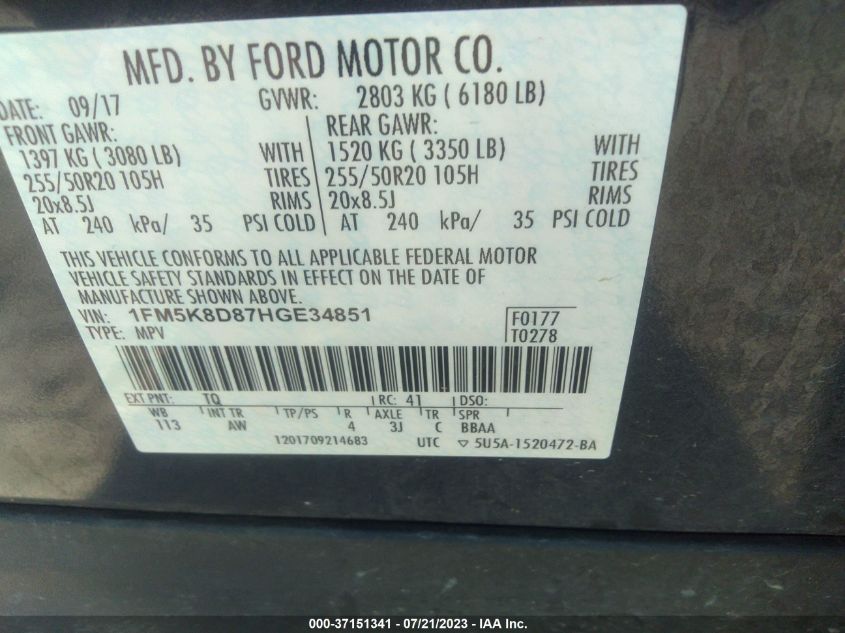 MFD. BY FORD MOTOR CO.
DATE: 09/17 GVWR: 2803 KG ( 6180 LB)
FRONT GAWR: REAR GAWR:
1397 KG ( 3080 LB) WITH 1520 KG ( 3350 LB) WITH
255/50R20 105H TIRES 255/50R20 105H TIRES
20x8.5J RIMS 20x8.5J RIMS
AT 240 kPa/ 35 PSI COLD AT 240 kPa/ 35 PSI COLD
THIS VEHICLE CONFORMS TO ALL APPLICABLE FEDERAL MOTOR
VEHICLE SAFETY STANDARDS IN EFFECT ON THE DATE OF
MANUFACTURE SHOWN ABOVE.
VIN: 1FM5K8D87HGE34851 F0177
TYPE: MPV T0278
EXT PNT: TQ RC: 41 DSO:
WB INT TR TP/PS R AXLE TR SPR
113 AW 4 3J C BBAA
1201709214683 UTC ▽ 5U5A-1520472-BA
000-37151341 - 07/21/2023 - IAA Inc.